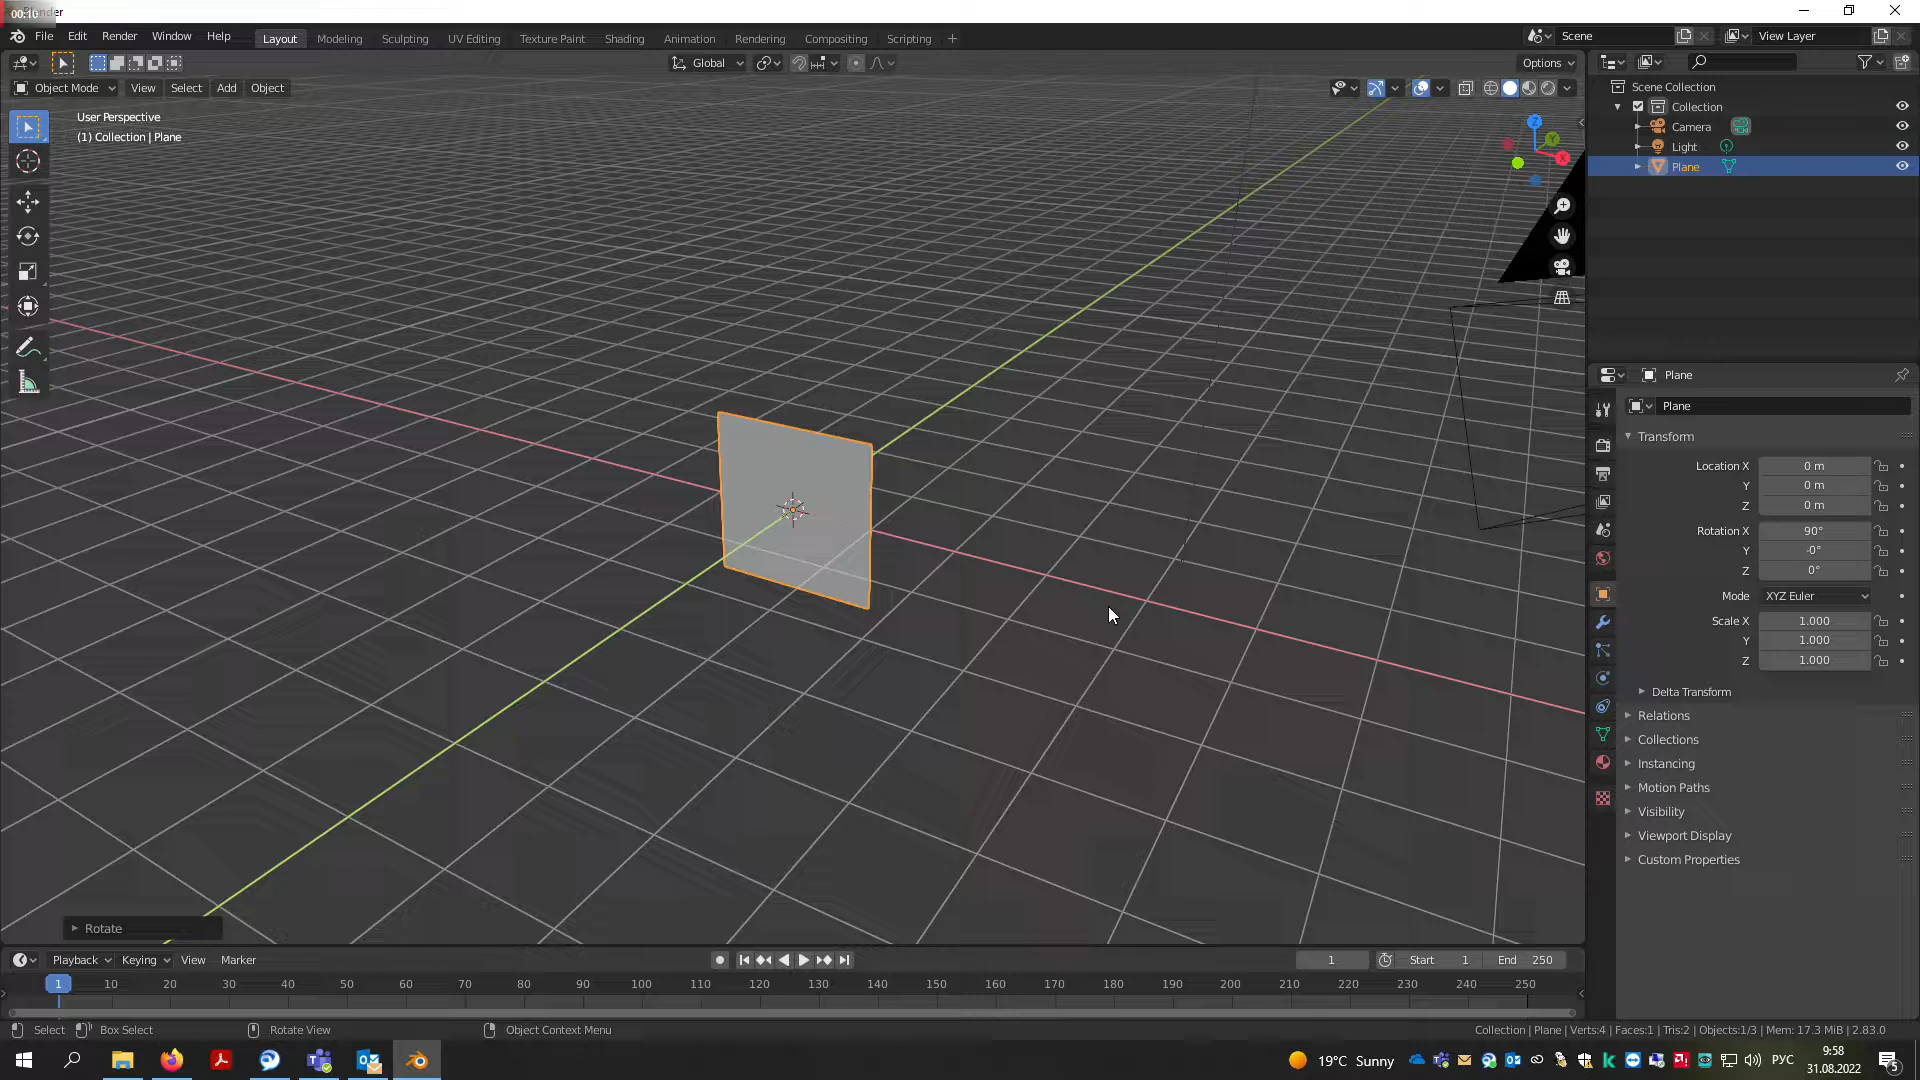 00:10 der
File Edit Render Window Help Layout Modeling Sculpting UV Editing Texture Paint Shading Animation Rendering Compositing Scripting + Scene View Layer
Global Options
Object Mode View Select Add Object
User Perspective
(1) Collection | Plane
Z
Y
X
Scene Collection
Collection
Camera
Light
Plane
Plane
Plane
Transform
Location X 0 m
Y 0 m
Z 0 m
Rotation X 90°
Y -0°
Z 0°
Mode XYZ Euler
Scale X 1.000
Y 1.000
Z 1.000
Delta Transform
Relations
Collections
Instancing
Motion Paths
Visibility
Viewport Display
Custom Properties
Rotate
Playback Keying View Marker 1 Start 1 End 250
1 10 20 30 40 50 60 70 80 90 100 110 120 130 140 150 160 170 180 190 200 210 220 230 240 250
Select Box Select Rotate View Object Context Menu Collection | Plane | Verts:4 | Faces:1 | Tris:2 | Objects:1/3 | Mem: 17.3 MiB | 2.83.0
19°C Sunny РУС 9:58
31.08.2022 5